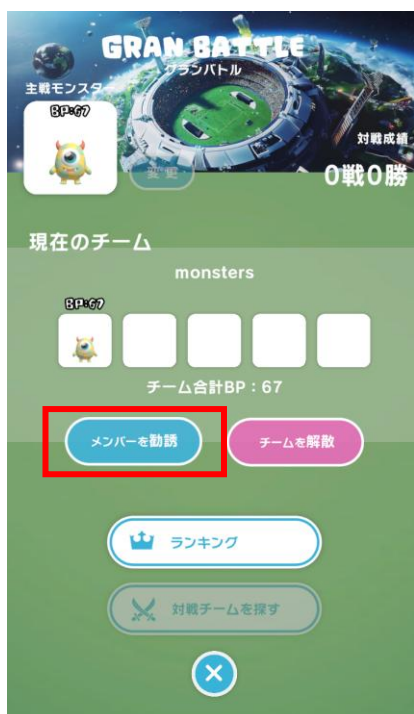 GRAN BATTLE
グランバトル
主戦モンスター
BP:67
変更
対戦成績
0戦0勝
現在のチーム
monsters
BP:67
チーム合計BP：67
メンバーを勧誘
チームを解散
ランキング
対戦チームを探す